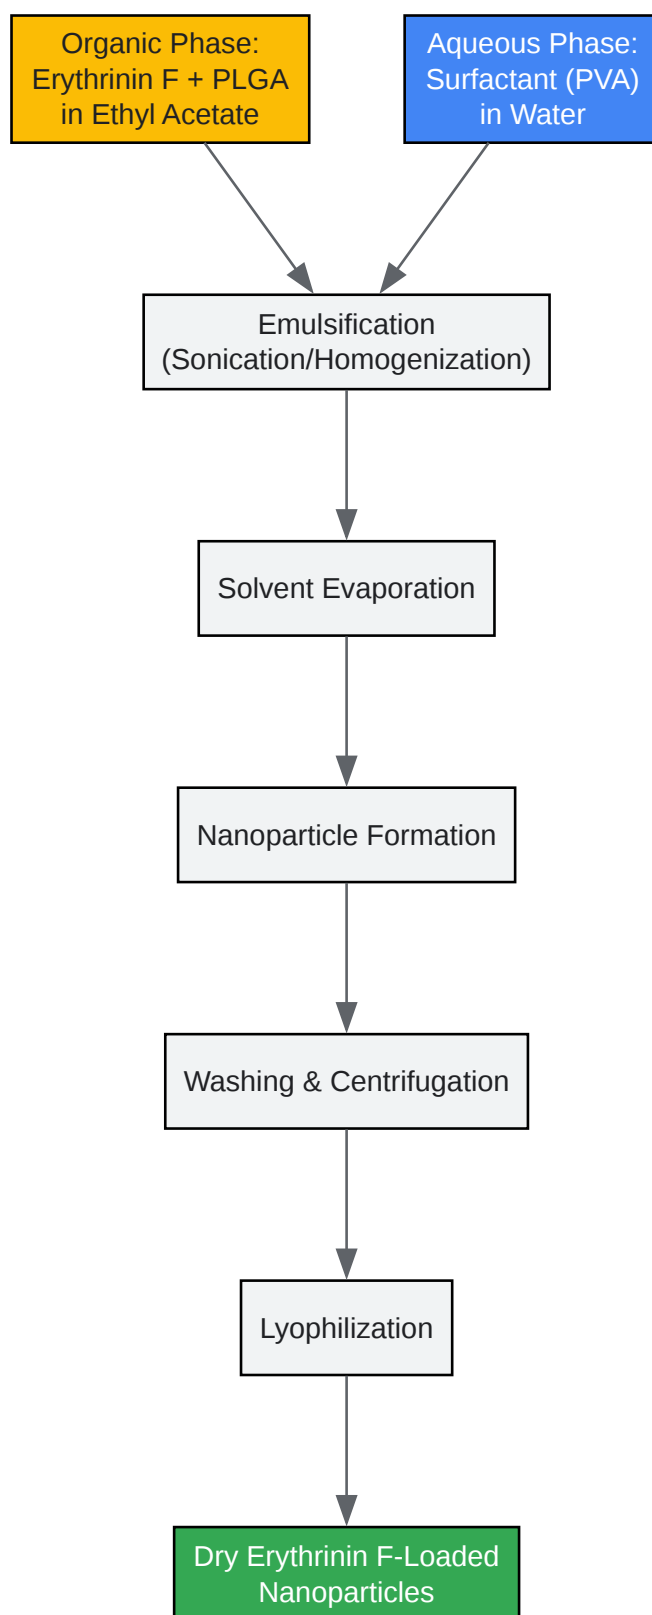 Organic Phase:
Erythrinin F + PLGA
in Ethyl Acetate
Aqueous Phase:
Surfactant (PVA)
in Water
Emulsification
(Sonication/Homogenization)
Solvent Evaporation
Nanoparticle Formation
Washing & Centrifugation
Lyophilization
Dry Erythrinin F-Loaded
Nanoparticles